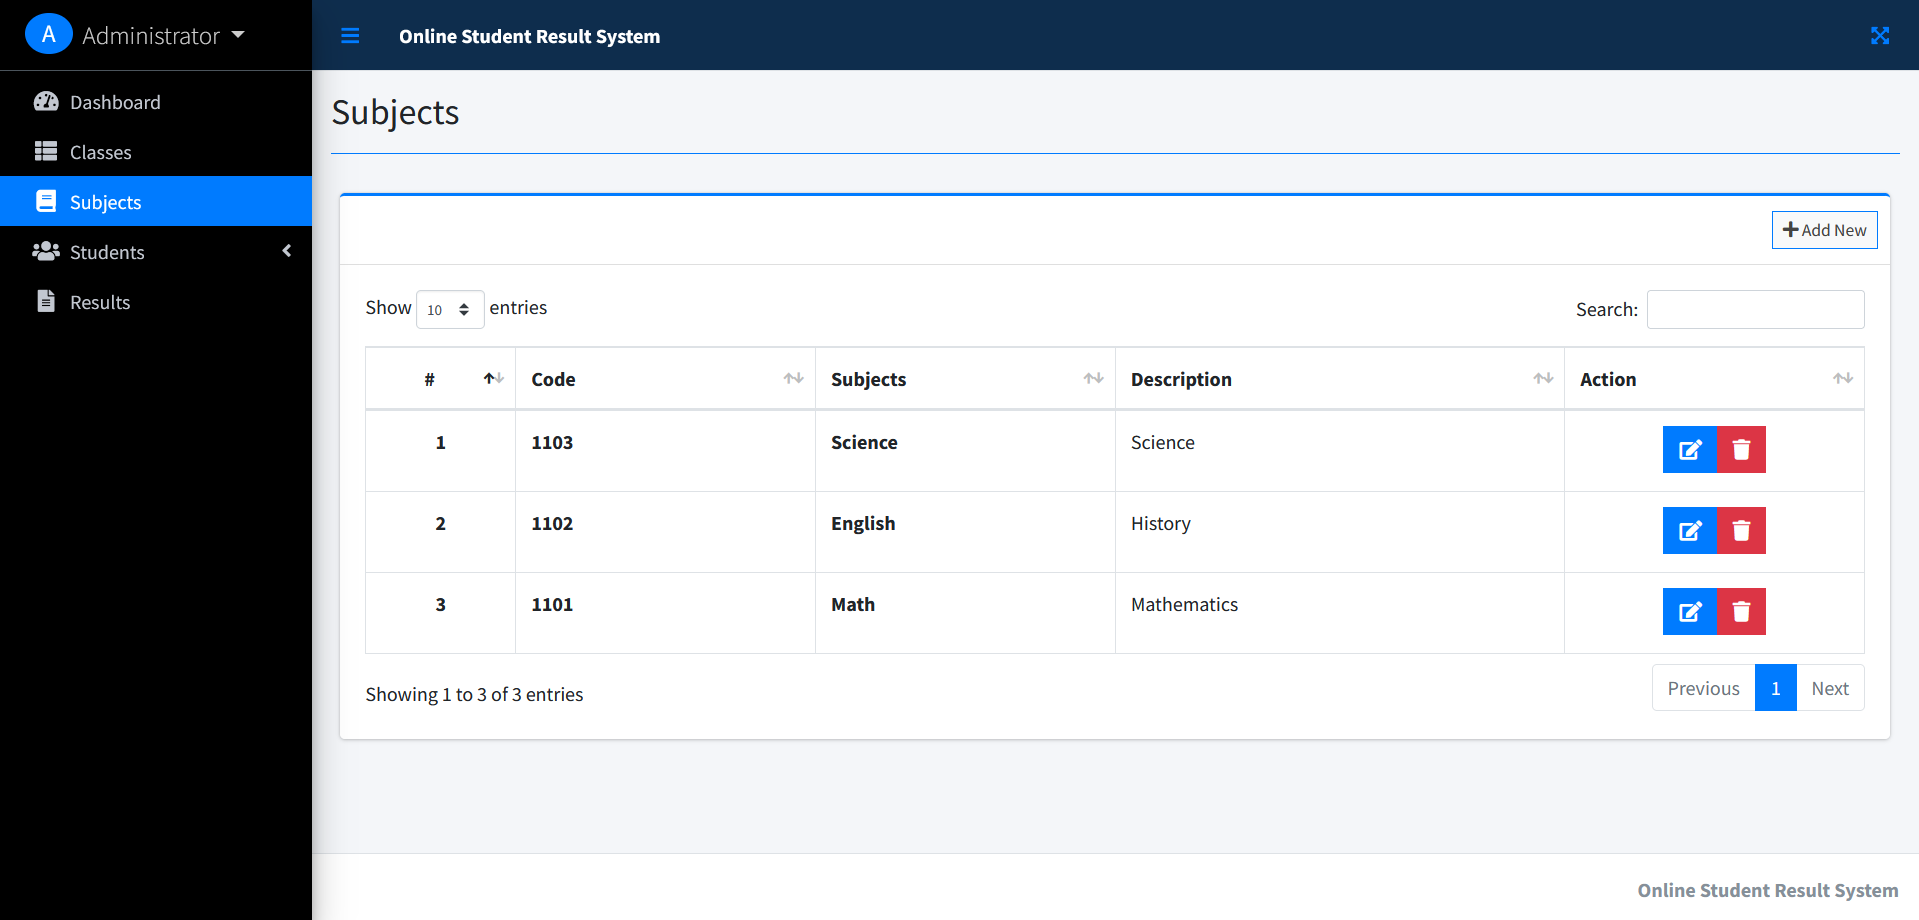 A Administrator
Online Student Result System
Dashboard
Classes
Subjects
Students
Results
Subjects
Add New
Show 10 entries
Search:
# Code Subjects Description Action
1 1103 Science Science
2 1102 English History
3 1101 Math Mathematics
Showing 1 to 3 of 3 entries
Previous 1 Next
Online Student Result System